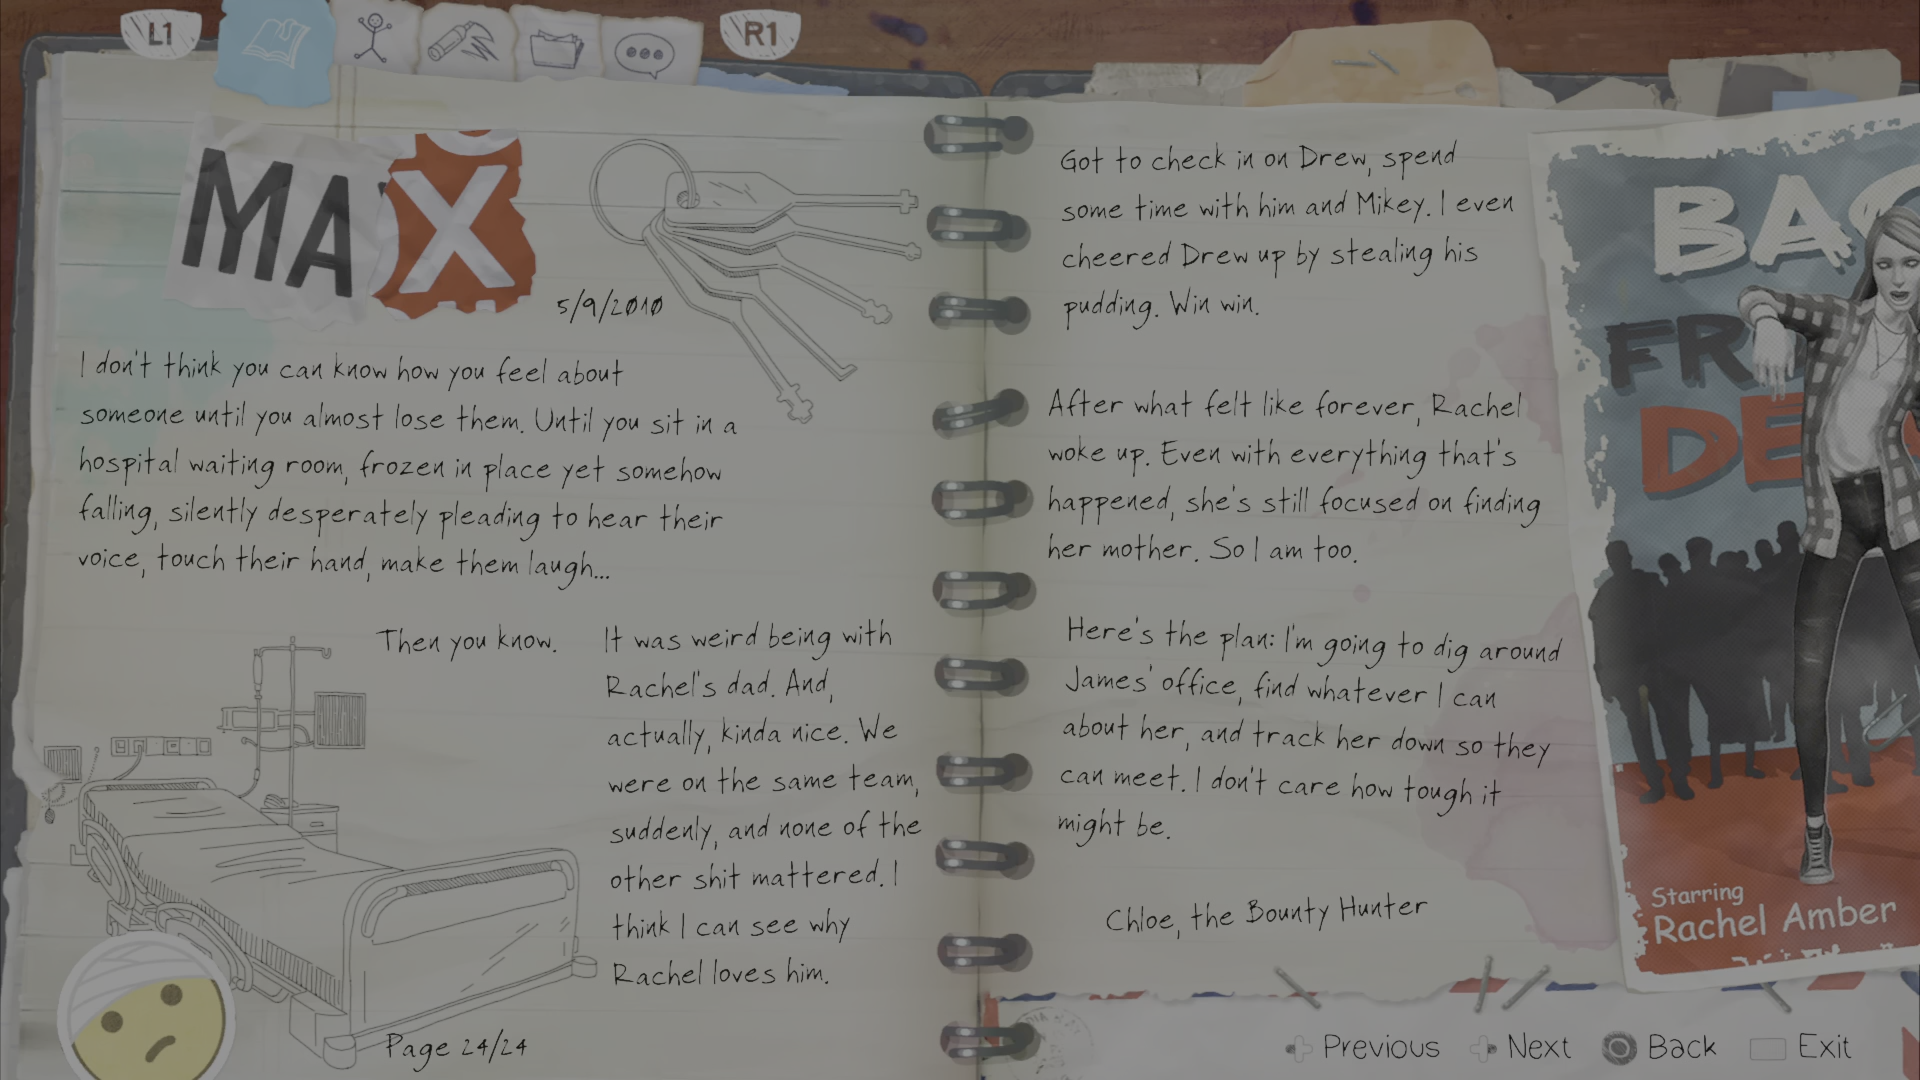 L1
R1
MAX
5/9/2010
I don't think you can know how you feel about
someone until you almost lose them. Until you sit in a
hospital waiting room, frozen in place yet somehow
falling, silently desperately pleading to hear their
voice, touch their hand, make them laugh...
Then you know.
It was weird being with
Rachel's dad. And,
actually, kinda nice. We
were on the same team,
suddenly, and none of the
other shit mattered. I
think I can see why
Rachel loves him.
Page 24/24
Got to check in on Drew, spend
some time with him and Mikey. I even
cheered Drew up by stealing his
pudding. Win win.
After what felt like forever, Rachel
woke up. Even with everything that's
happened, she's still focused on finding
her mother. So I am too.
Here's the plan: I'm going to dig around
James' office, find whatever I can
about her, and track her down so they
can meet. I don't care how tough it
might be.
Chloe, the Bounty Hunter
Starring
Rachel Amber
Previous
Next
Back
Exit